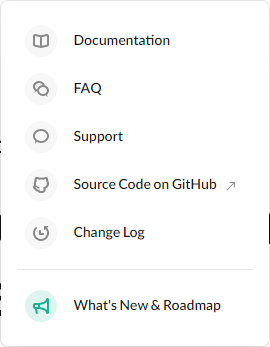 Documentation
FAQ
Support
Source Code on GitHub
Change Log
What's New & Roadmap